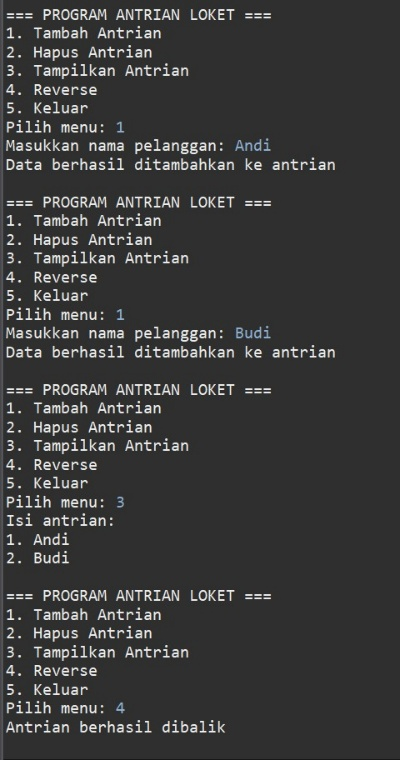 === PROGRAM ANTRIAN LOKET ===
1. Tambah Antrian
2. Hapus Antrian
3. Tampilkan Antrian
4. Reverse
5. Keluar
Pilih menu: 1
Masukkan nama pelanggan: Andi
Data berhasil ditambahkan ke antrian

=== PROGRAM ANTRIAN LOKET ===
1. Tambah Antrian
2. Hapus Antrian
3. Tampilkan Antrian
4. Reverse
5. Keluar
Pilih menu: 1
Masukkan nama pelanggan: Budi
Data berhasil ditambahkan ke antrian

=== PROGRAM ANTRIAN LOKET ===
1. Tambah Antrian
2. Hapus Antrian
3. Tampilkan Antrian
4. Reverse
5. Keluar
Pilih menu: 3
Isi antrian:
1. Andi
2. Budi

=== PROGRAM ANTRIAN LOKET ===
1. Tambah Antrian
2. Hapus Antrian
3. Tampilkan Antrian
4. Reverse
5. Keluar
Pilih menu: 4
Antrian berhasil dibalik